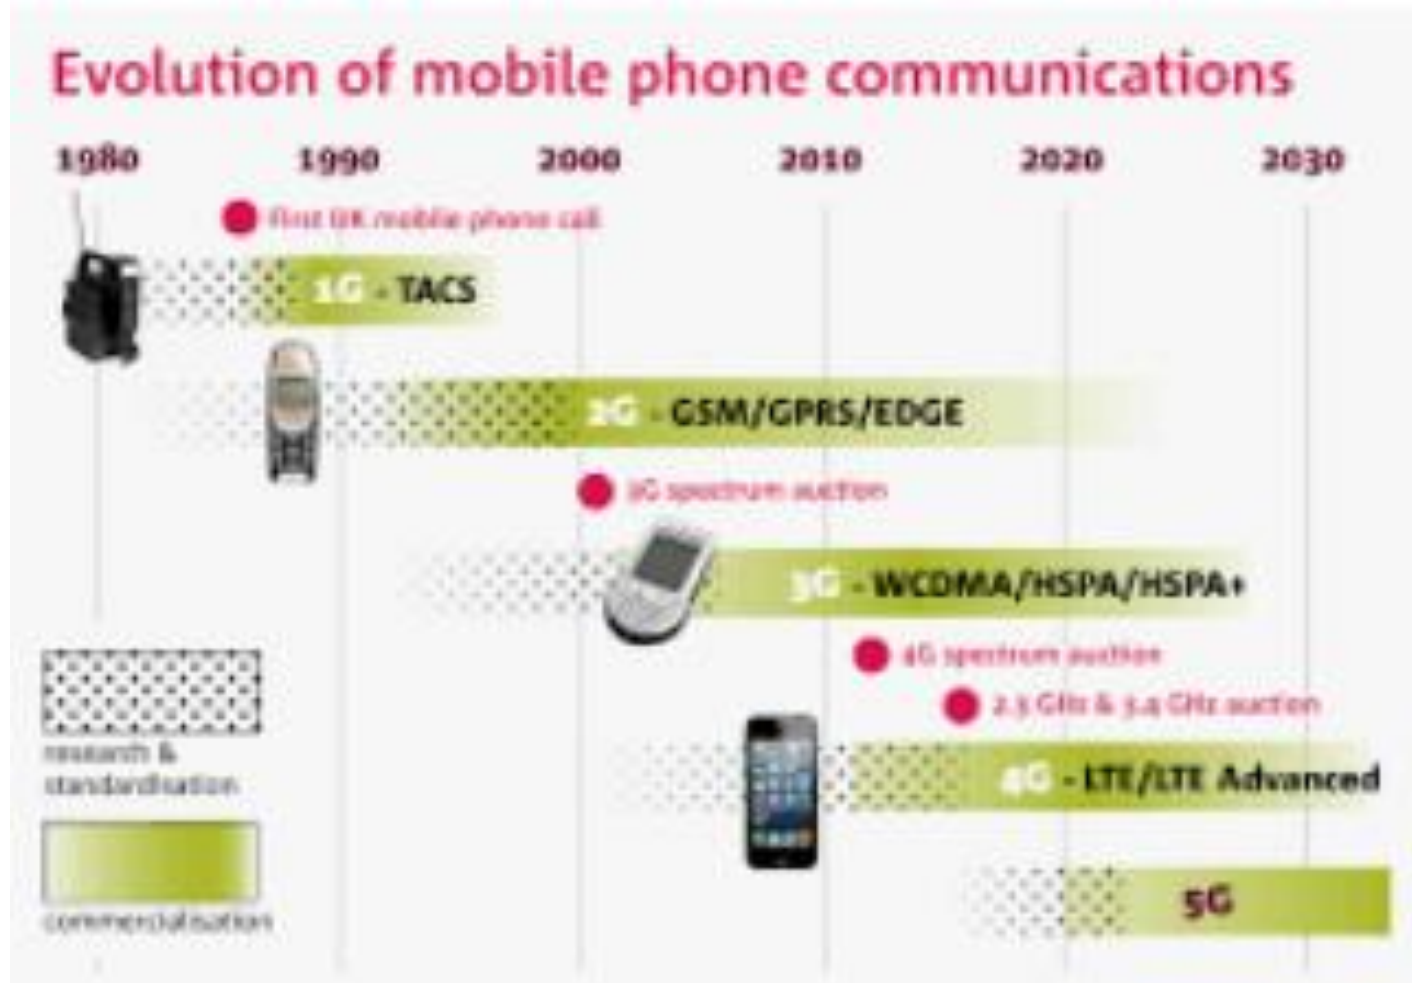 Evolution of mobile phone communications
1980 1990 2000 2010 2020 2030
First UK mobile phone call
1G - TACS
2G - GSM/GPRS/EDGE
3G spectrum auction
3G - WCDMA/HSPA/HSPA+
4G spectrum auction
2.3 GHz & 3.4 GHz auction
research &
standardisation
4G - LTE/LTE Advanced
5G
commercialisation